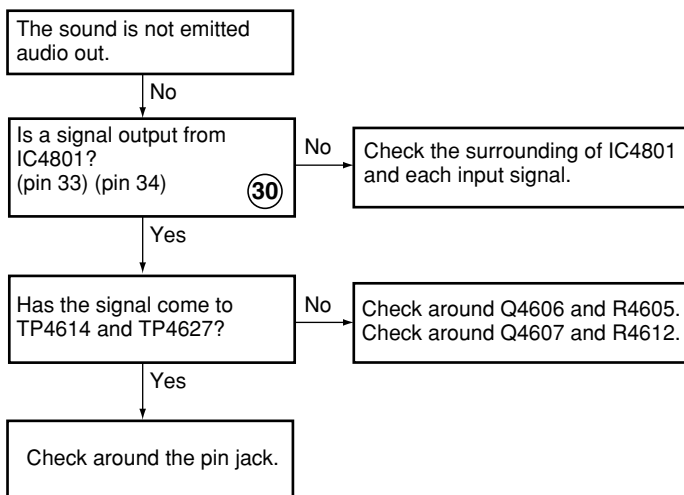 The sound is not emitted
audio out.
No
Is a signal output from
IC4801?
(pin 33) (pin 34)
30
No
Check the surrounding of IC4801
and each input signal.
Yes
Has the signal come to
TP4614 and TP4627?
No
Check around Q4606 and R4605.
Check around Q4607 and R4612.
Yes
Check around the pin jack.